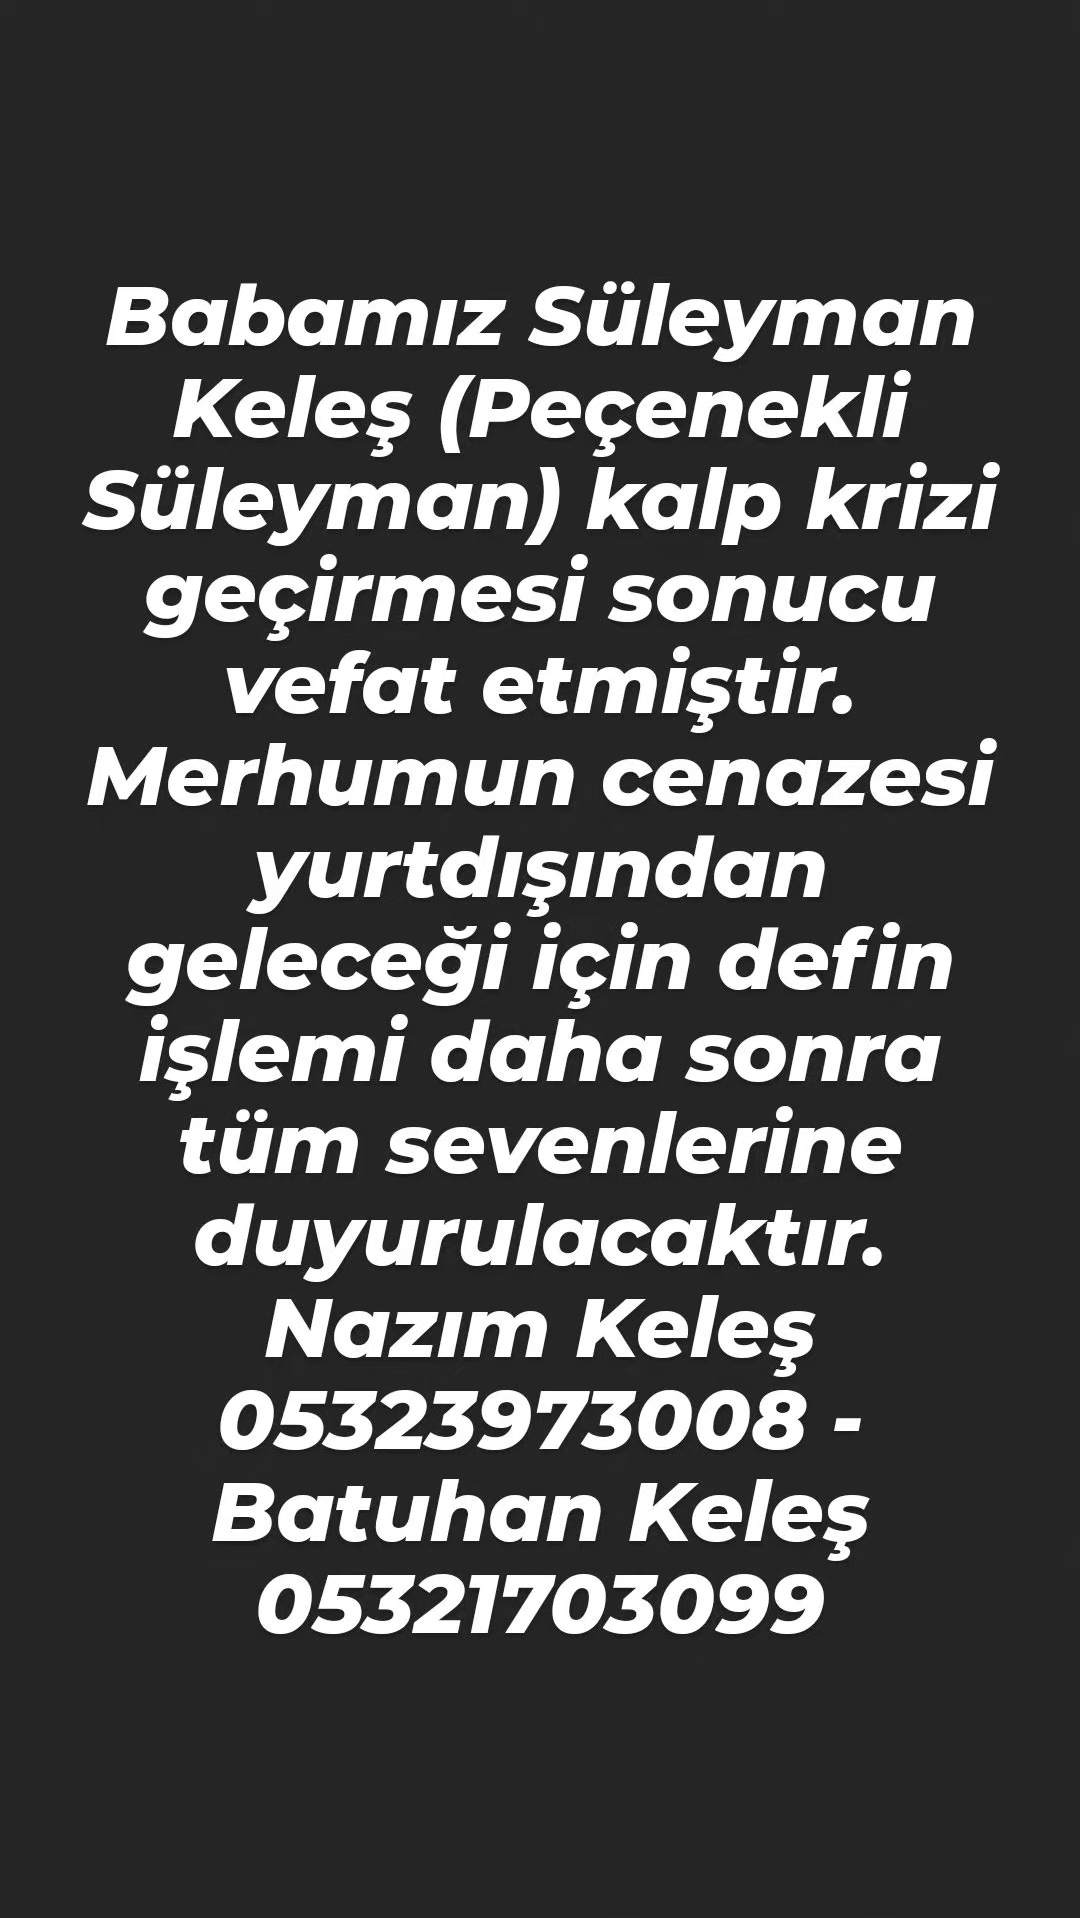 Babamız Süleyman
Keleş (Peçenekli
Süleyman) kalp krizi
geçirmesi sonucu
vefat etmiştir.
Merhumun cenazesi
yurtdışından
geleceği için defin
işlemi daha sonra
tüm sevenlerine
duyurulacaktır.
Nazım Keleş
05323973008 -
Batuhan Keleş
05321703099